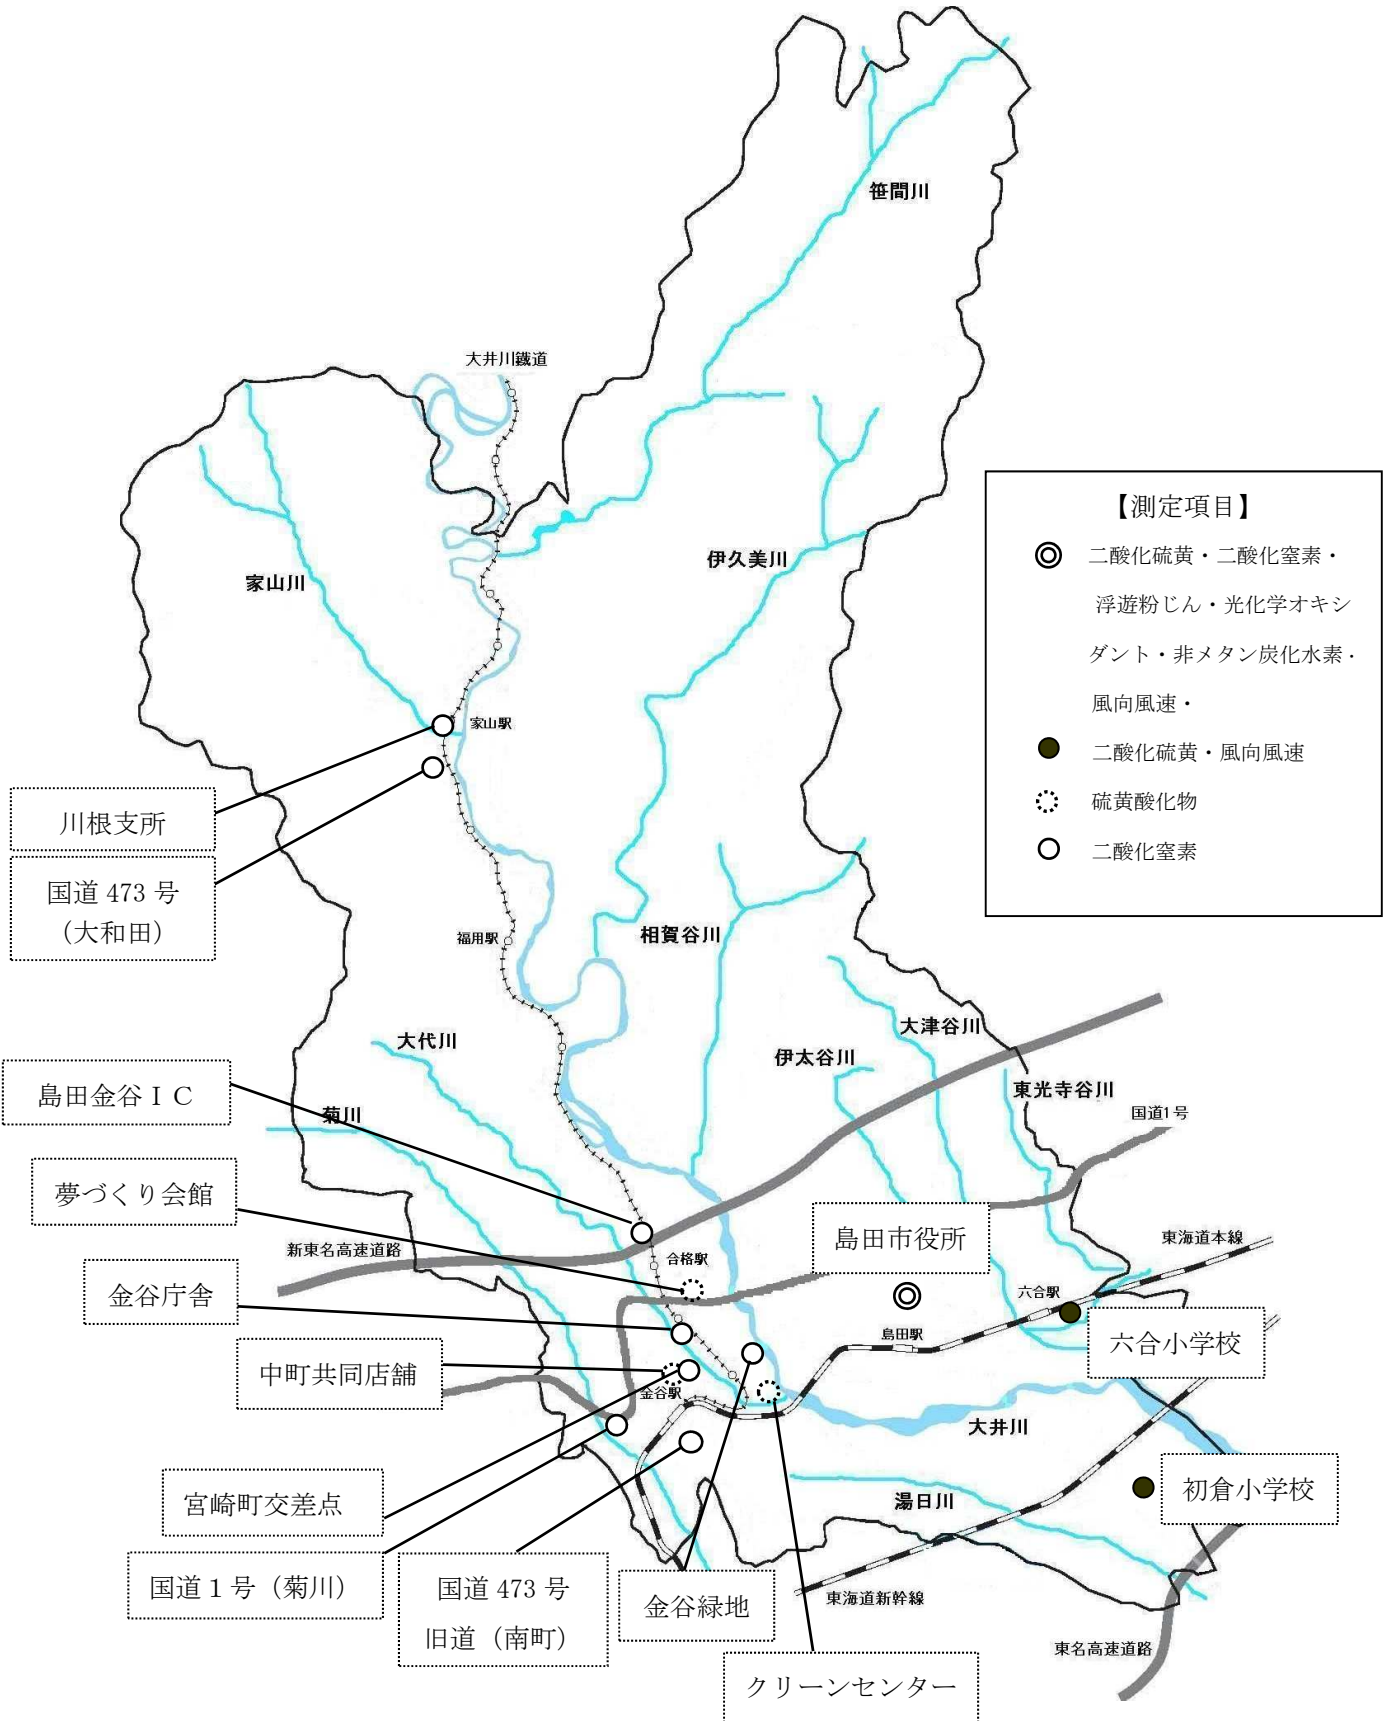 笹間川
大井川鐵道
【測定項目】
二酸化硫黄・二酸化窒素・
浮遊粉じん・光化学オキシ
ダント・非メタン炭化水素・
風向風速・
二酸化硫黄・風向風速
硫黄酸化物
二酸化窒素
伊久美川
家山川
家山駅
川根支所
国道 473 号
（大和田）
福用駅
相賀谷川
大津谷川
大代川
伊太谷川
島田金谷ＩＣ
東光寺谷川
菊川
国道1号
夢づくり会館
島田市役所
東海道本線
新東名高速道路
合格駅
金谷庁舎
六合駅
島田駅
六合小学校
中町共同店舗
金谷駅
大井川
宮崎町交差点
湯日川
初倉小学校
国道１号（菊川）
国道 473 号
旧道（南町）
金谷緑地
東海道新幹線
東名高速道路
クリーンセンター